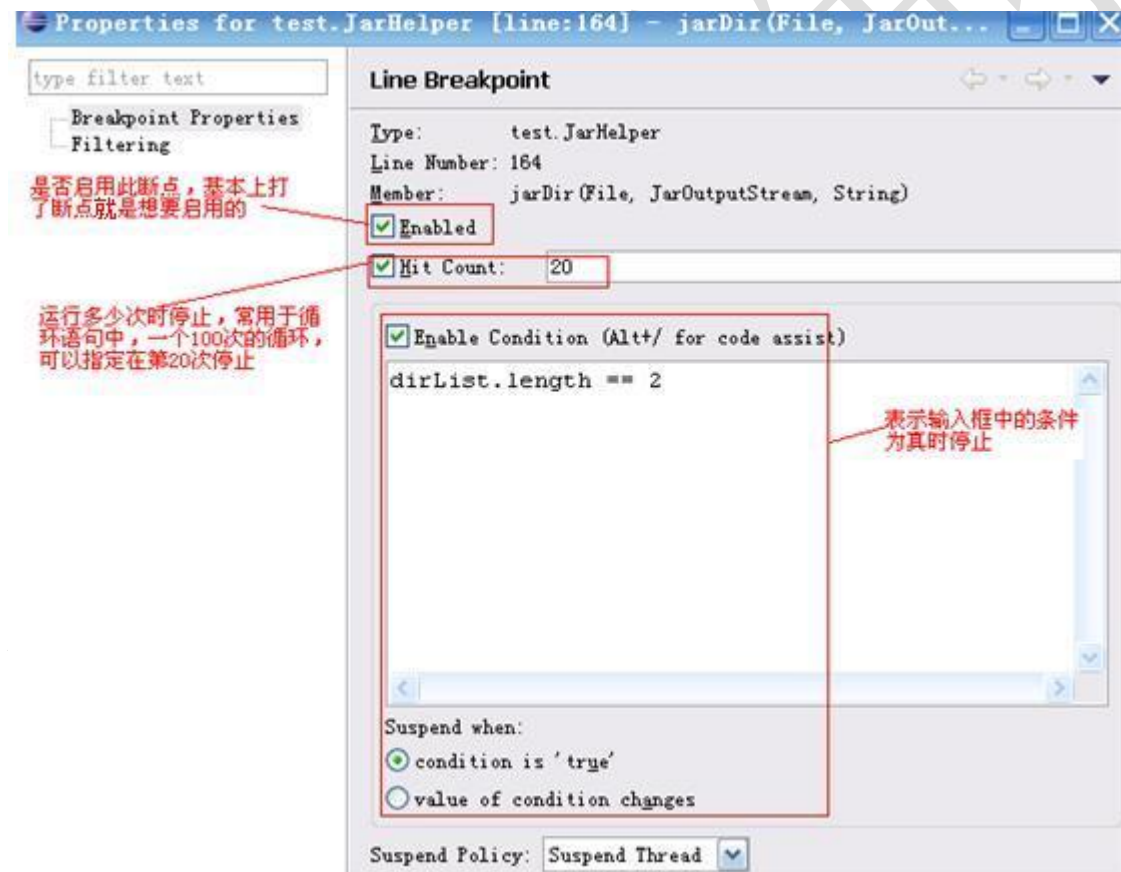 Properties for test.JarHelper [line:164] - jarDir(File, JarOut...
type filter text
Breakpoint Properties
Filtering
Line Breakpoint
Type: test.JarHelper
Line Number: 164
Member: jarDir(File, JarOutputStream, String)
是否启用此断点，基本上打
了断点就是想要启用的
Enabled
Hit Count: 20
运行多少次时停止，常用于循
环语句中，一个100次的循环，
可以指定在第20次停止
Enable Condition (Alt+/ for code assist)
dirList.length == 2
表示输入框中的条件
为真时停止
Suspend when:
condition is 'true'
value of condition changes
Suspend Policy: Suspend Thread